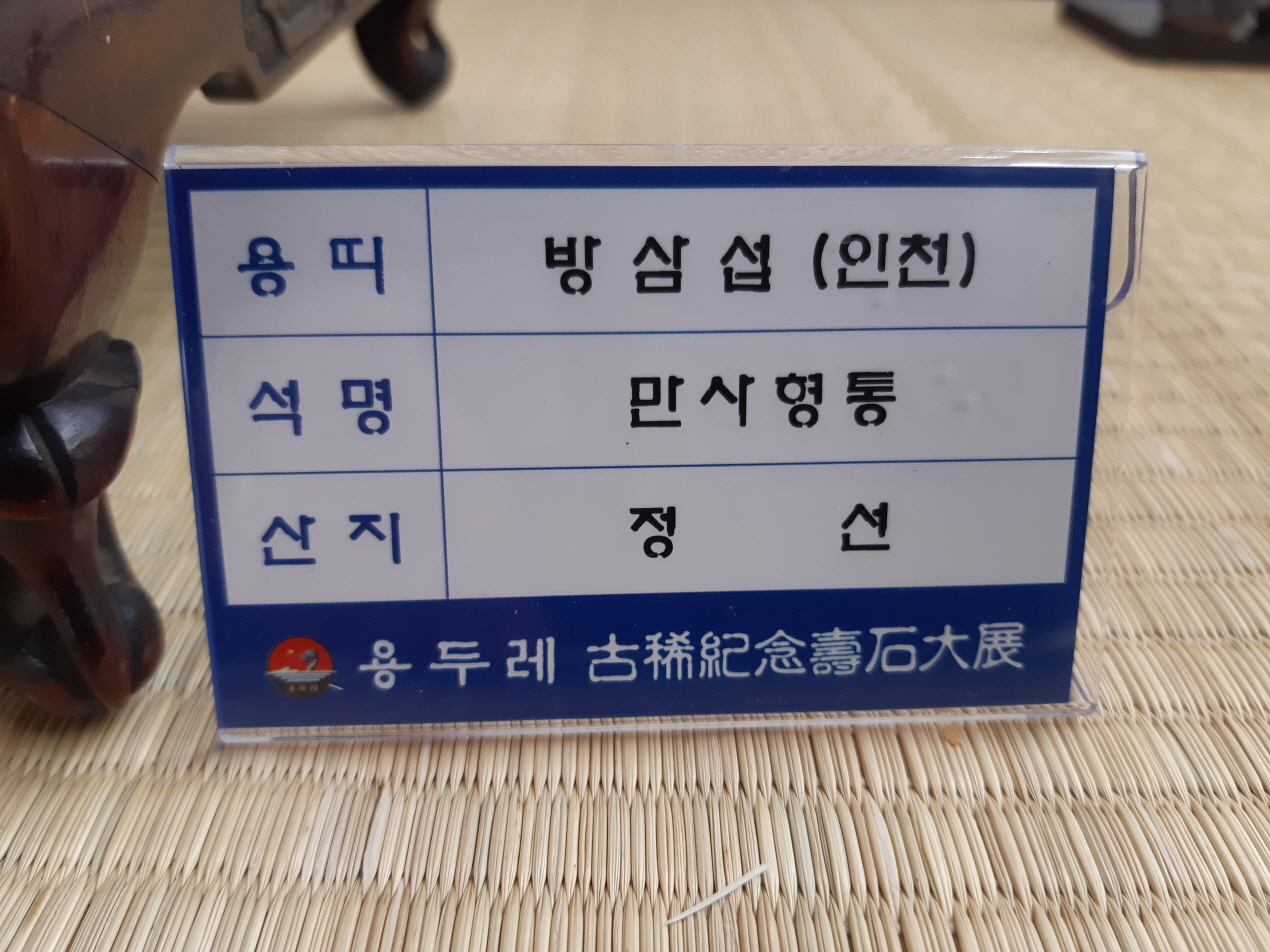 용 띠 방 삼 섭 (인천)
석 명 만사형통
산 지 정 선
용두레 古稀紀念壽石大展